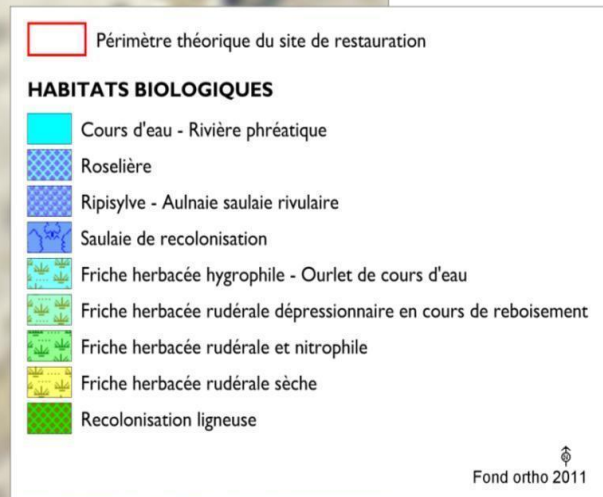 Périmètre théorique du site de restauration
HABITATS BIOLOGIQUES
Cours d'eau - Rivière phréatique
Roselière
Ripisylve - Aulnaie saulaie rivulaire
Saulaie de recolonisation
Friche herbacée hygrophile - Ourlet de cours d'eau
Friche herbacée rudérale dépressionnaire en cours de reboisement
Friche herbacée rudérale et nitrophile
Friche herbacée rudérale sèche
Recolonisation ligneuse
Fond ortho 2011